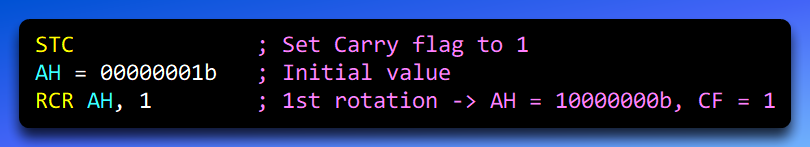 STC ; Set Carry flag to 1
AH = 00000001b ; Initial value
RCR AH, 1 ; 1st rotation -> AH = 10000000b, CF = 1